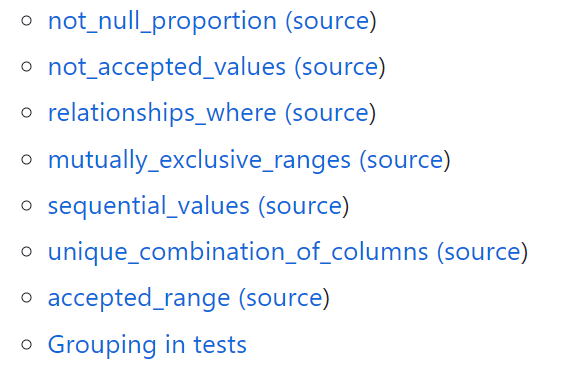 not_null_proportion (source)
not_accepted_values (source)
relationships_where (source)
mutually_exclusive_ranges (source)
sequential_values (source)
unique_combination_of_columns (source)
accepted_range (source)
Grouping in tests